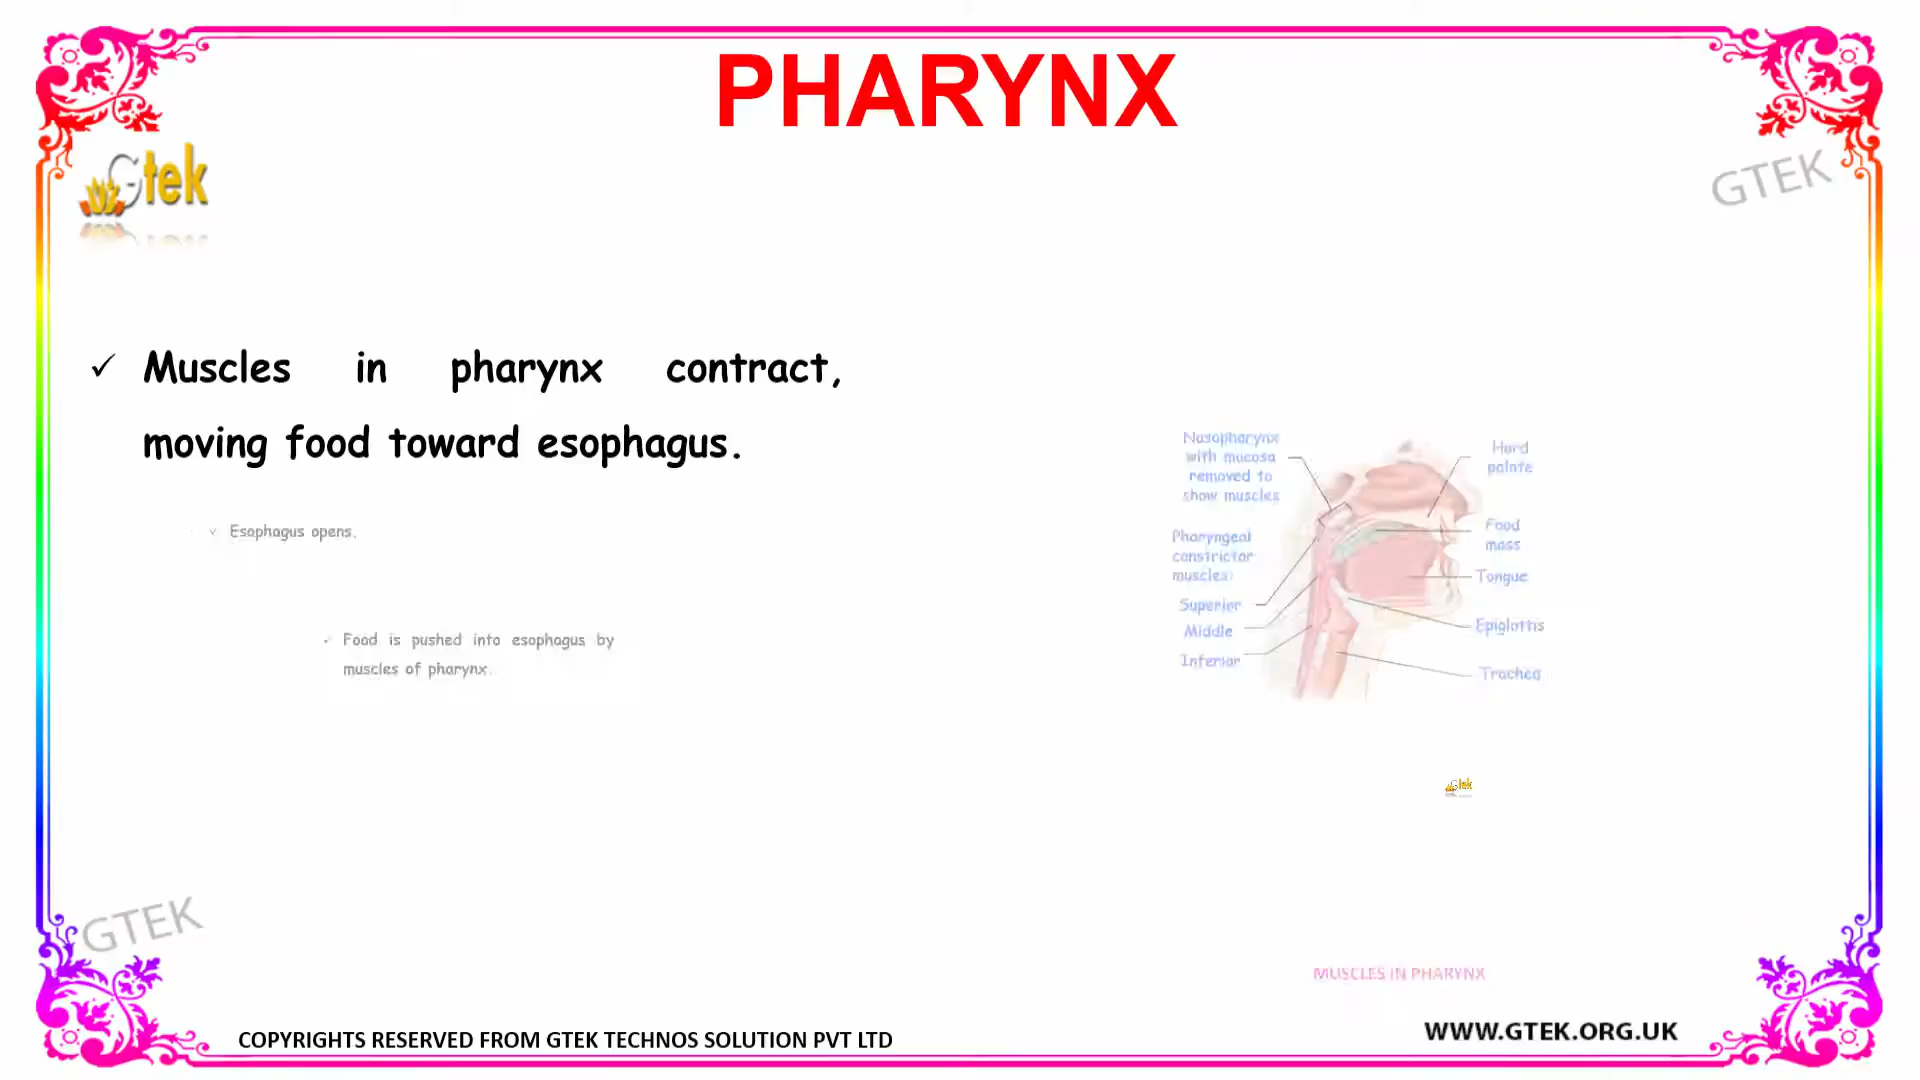 PHARYNX
Gtek
GTEK
✓ Muscles in pharynx contract,
moving food toward esophagus.
✓ Esophagus opens.
Food is pushed into esophagus by
muscles of pharynx.
Nasopharynx
with mucosa
removed to
show muscles
Pharyngeal
constrictor
muscles
Superior
Middle
Inferior
Hard
palate
Food
mass
Tongue
Epiglottis
Trachea
Gtek
GTEK
MUSCLES IN PHARYNX
COPYRIGHTS RESERVED FROM GTEK TECHNOS SOLUTION PVT LTD
WWW.GTEK.ORG.UK